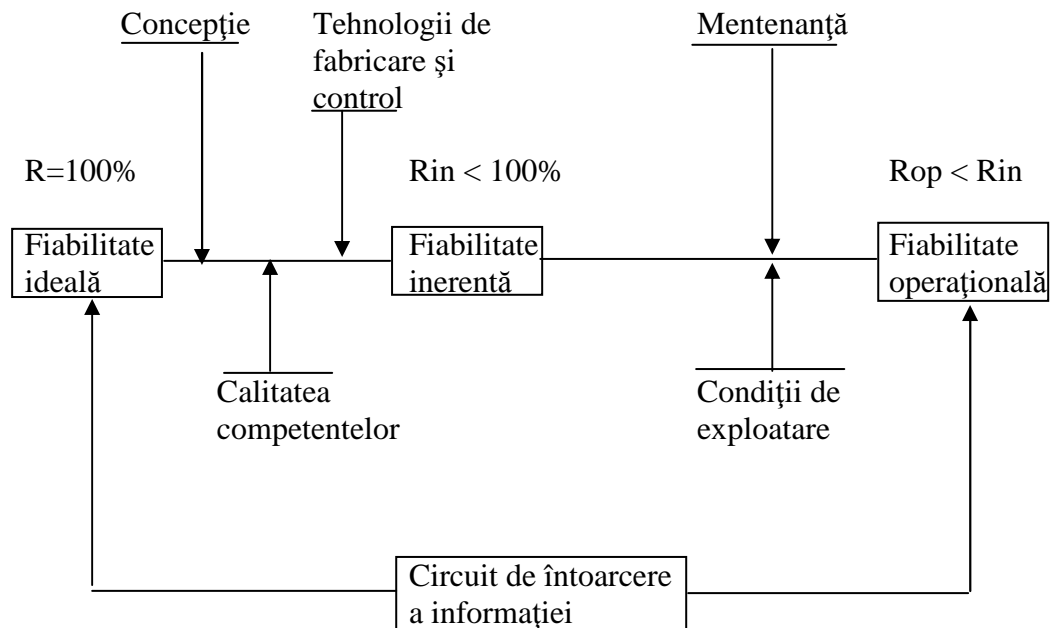 Concepţie
Tehnologii de
fabricare şi
control
Mentenanţă
R=100%
Rin < 100%
Rop < Rin
Fiabilitate
ideală
Fiabilitate
inerentă
Fiabilitate
operaţională
Calitatea
competentelor
Condiţii de
exploatare
Circuit de întoarcere
a informaţiei